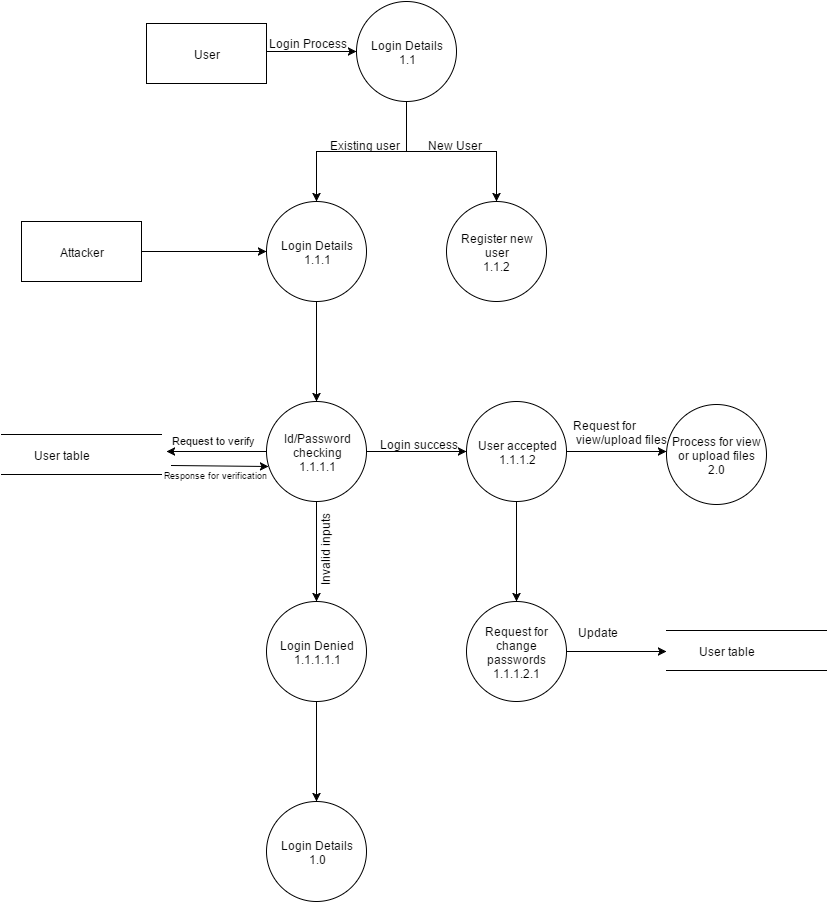 User
Login Process
Login Details
1.1
Existing user
New User
Attacker
Login Details
1.1.1
Register new
user
1.1.2
User table
Request to verify
Response for verification
Id/Password
checking
1.1.1.1
Login success
User accepted
1.1.1.2
Request for
view/upload files
Process for view
or upload files
2.0
Invalid inputs
Login Denied
1.1.1.1.1
Request for
change
passwords
1.1.1.2.1
Update
User table
Login Details
1.0